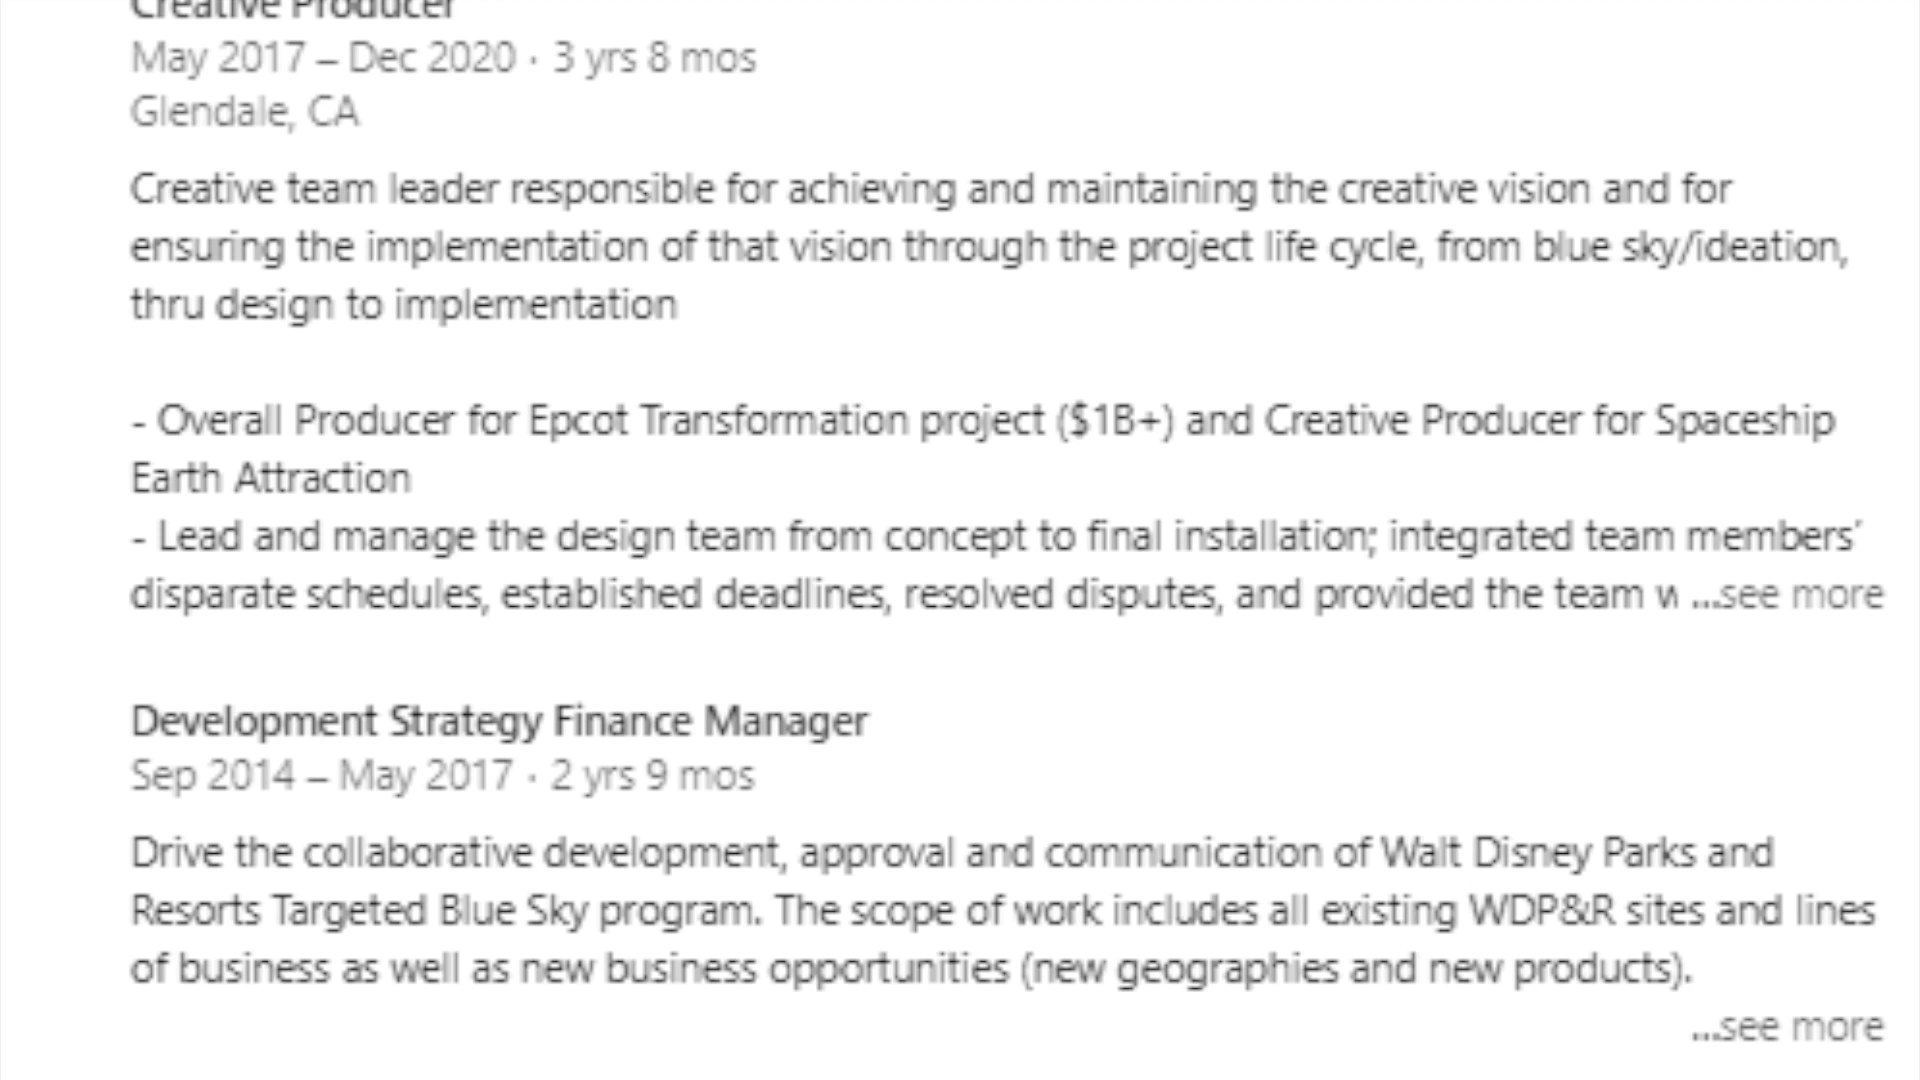 Creative Producer
May 2017 – Dec 2020 · 3 yrs 8 mos
Glendale, CA
Creative team leader responsible for achieving and maintaining the creative vision and for
ensuring the implementation of that vision through the project life cycle, from blue sky/ideation,
thru design to implementation
- Overall Producer for Epcot Transformation project ($1B+) and Creative Producer for Spaceship
Earth Attraction
- Lead and manage the design team from concept to final installation; integrated team members’
disparate schedules, established deadlines, resolved disputes, and provided the team w ...see more
Development Strategy Finance Manager
Sep 2014 – May 2017 · 2 yrs 9 mos
Drive the collaborative development, approval and communication of Walt Disney Parks and
Resorts Targeted Blue Sky program. The scope of work includes all existing WDP&R sites and lines
of business as well as new business opportunities (new geographies and new products).
...see more